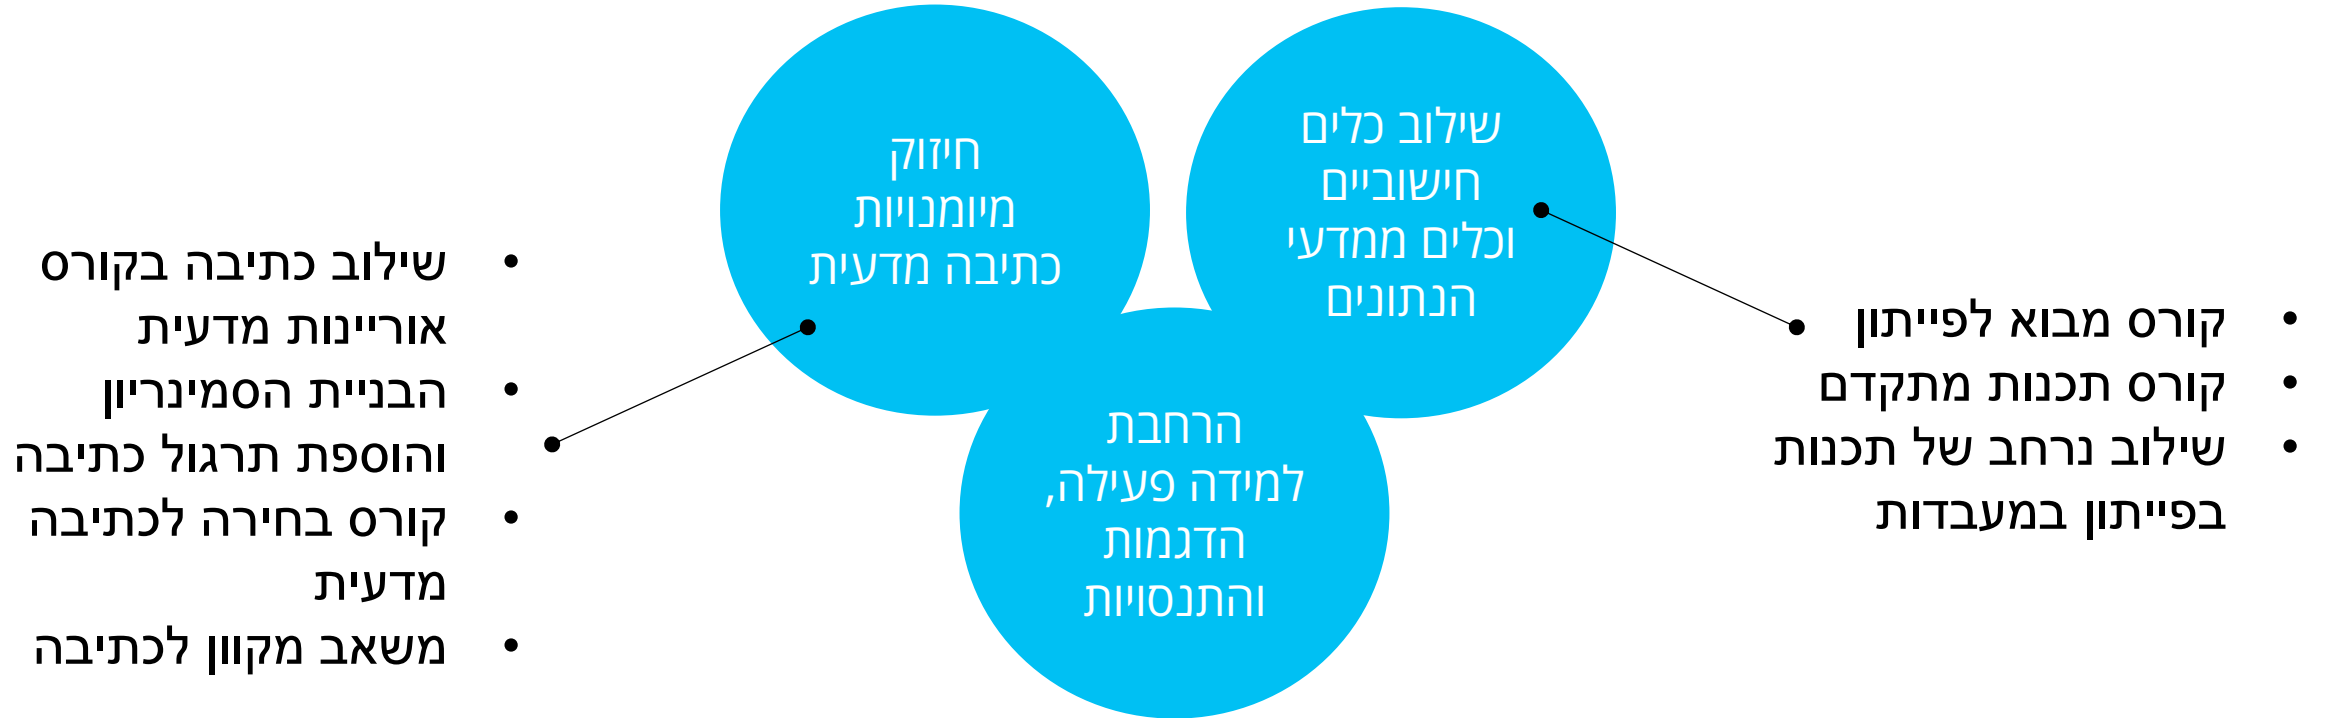 שילוב כלים
חישוביים
וכלים ממדעי
הנתונים
• קורס מבוא לפייתון
• קורס תכנות מתקדם
• שילוב נרחב של תכנות
בפייתון במעבדות
חיזוק
מיומנויות
כתיבה מדעית
• שילוב כתיבה בקורס
אוריינות מדעית
• הבניית הסמינריון
והוספת תרגול כתיבה
• קורס בחירה לכתיבה
מדעית
• משאב מקוון לכתיבה
הרחבת
למידה פעילה,
הדגמות
והתנסויות